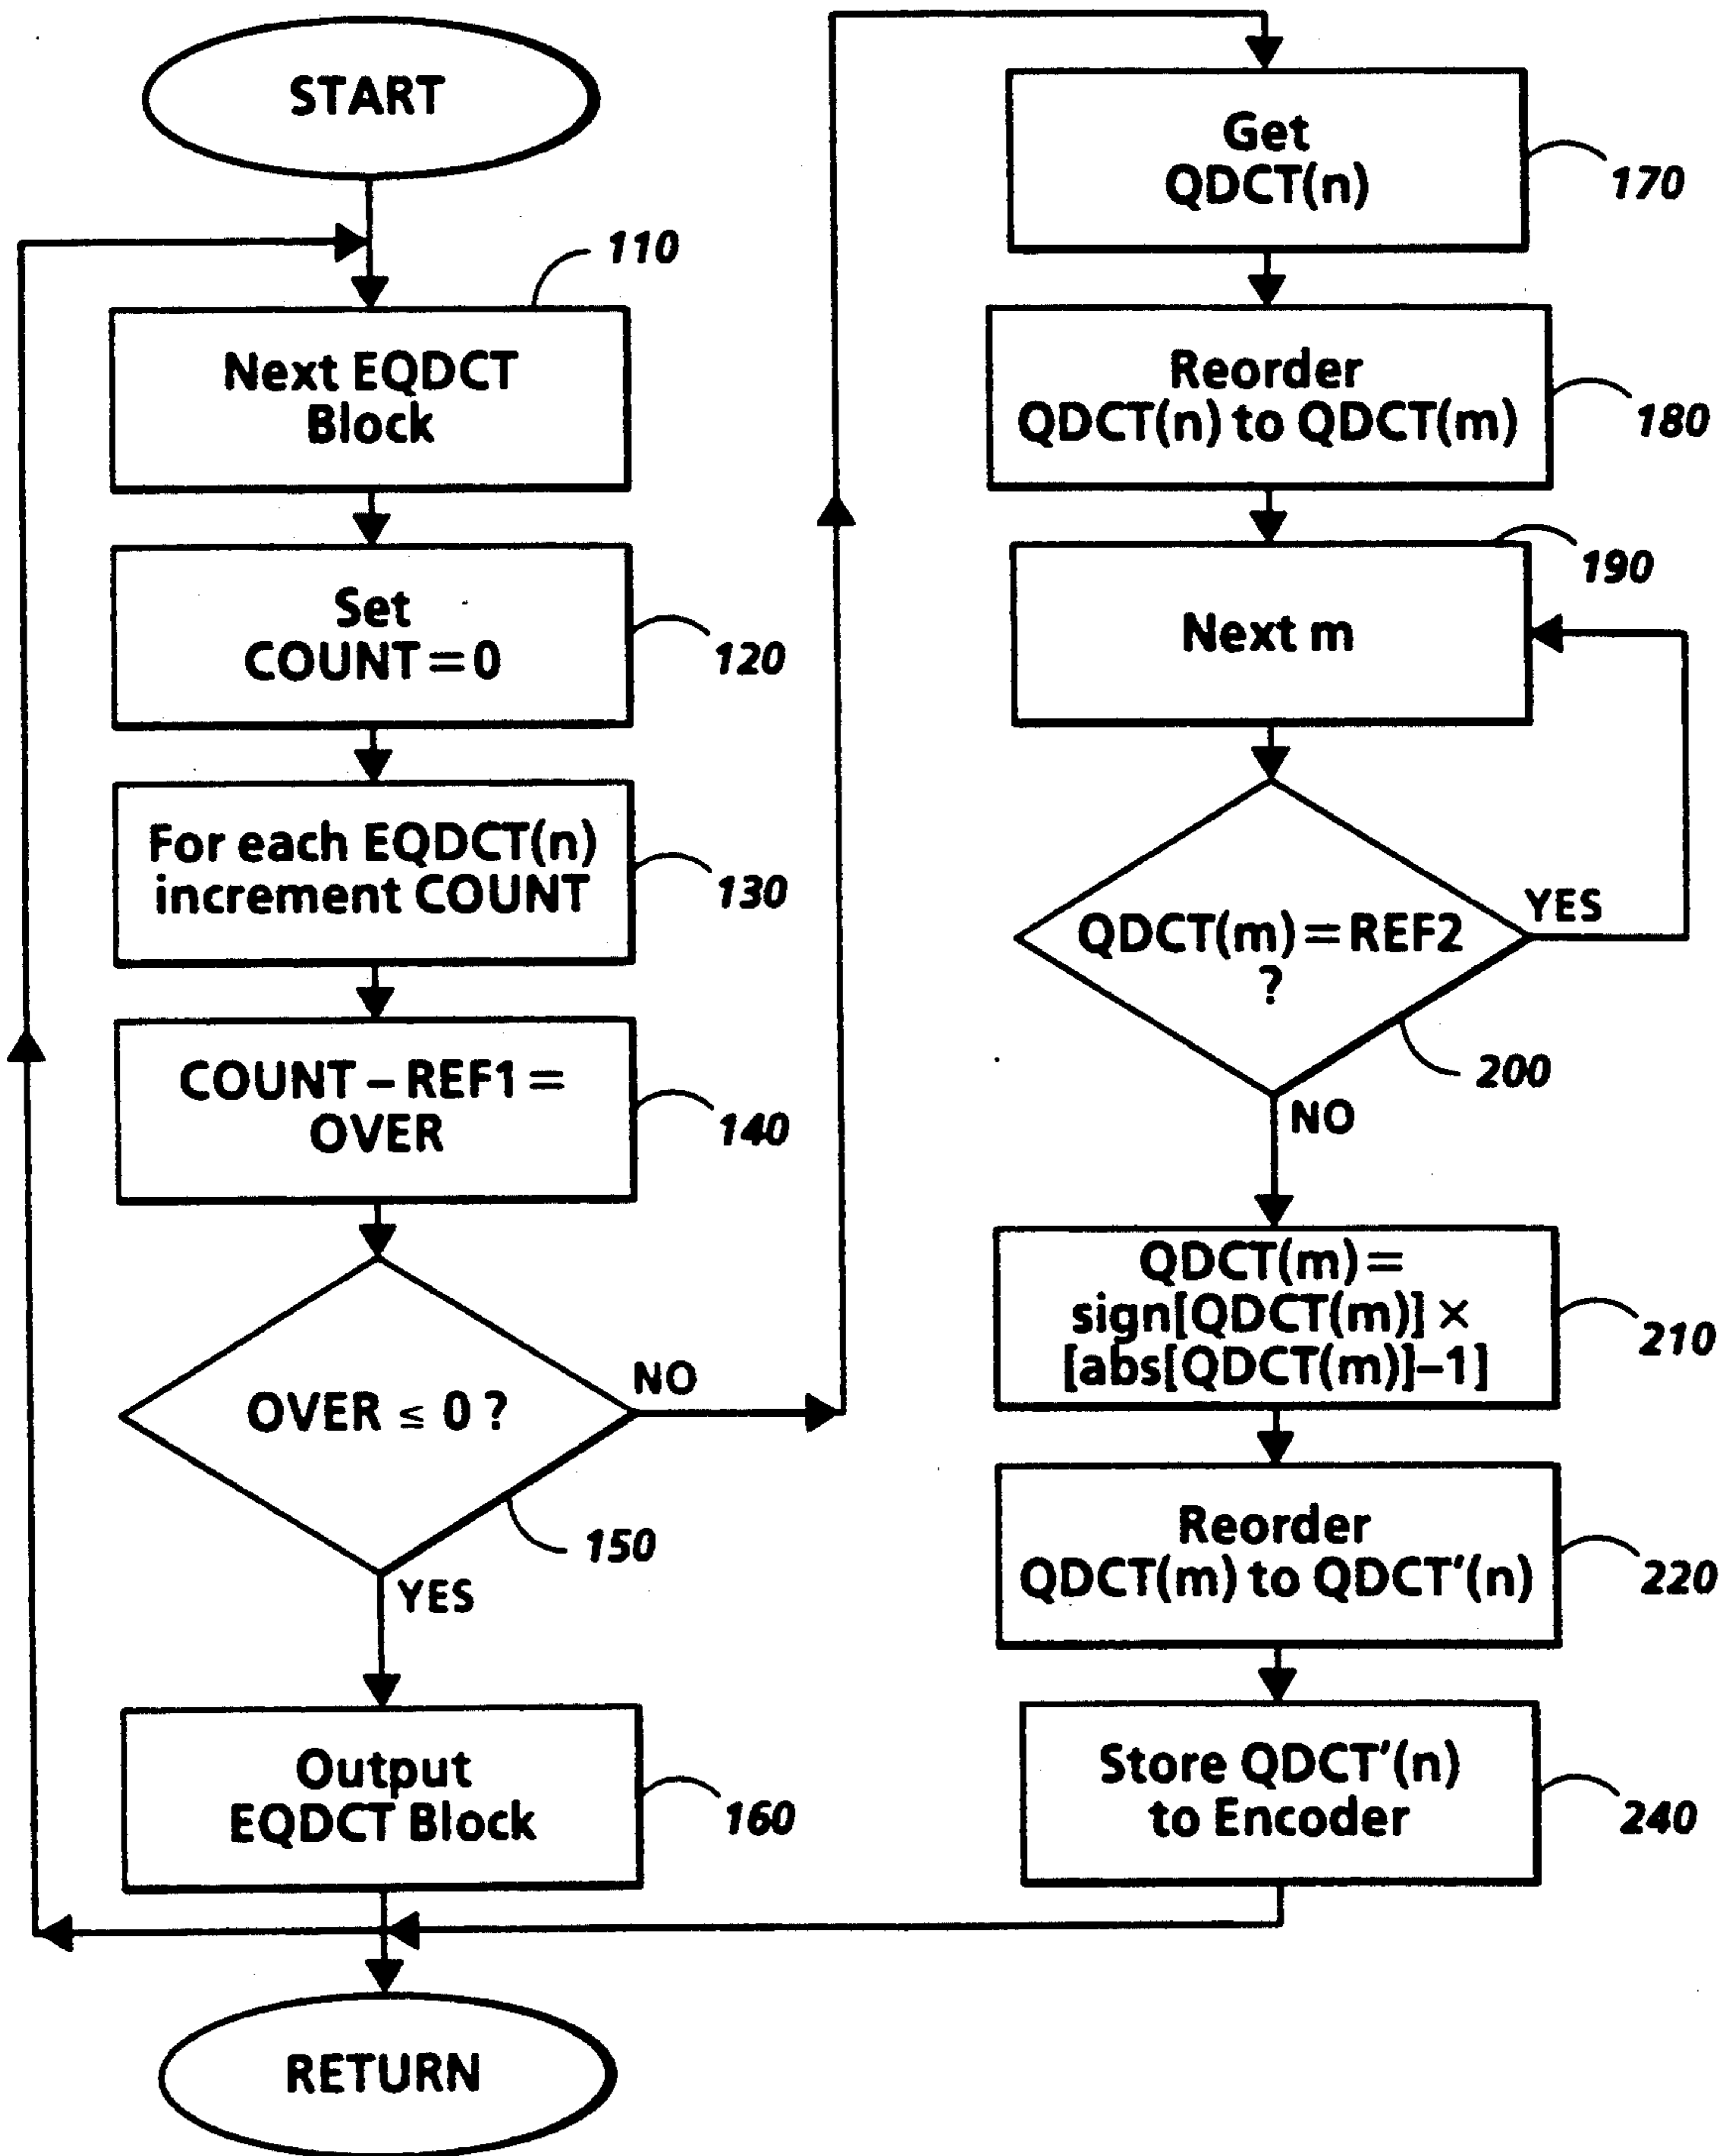 START
110
Next EQDCT
Block
Set
COUNT = 0
120
For each EQDCT(n)
increment COUNT
130
COUNT – REF1 =
OVER
140
OVER ≤ 0 ?
NO
150
YES
Output
EQDCT Block
160
RETURN
Get
QDCT(n)
170
Reorder
QDCT(n) to QDCT(m)
180
190
Next m
QDCT(m) = REF2
?
YES
200
NO
QDCT(m) =
sign[QDCT(m)] ×
[abs[QDCT(m)]–1]
210
Reorder
QDCT(m) to QDCT'(n)
220
Store QDCT'(n)
to Encoder
240